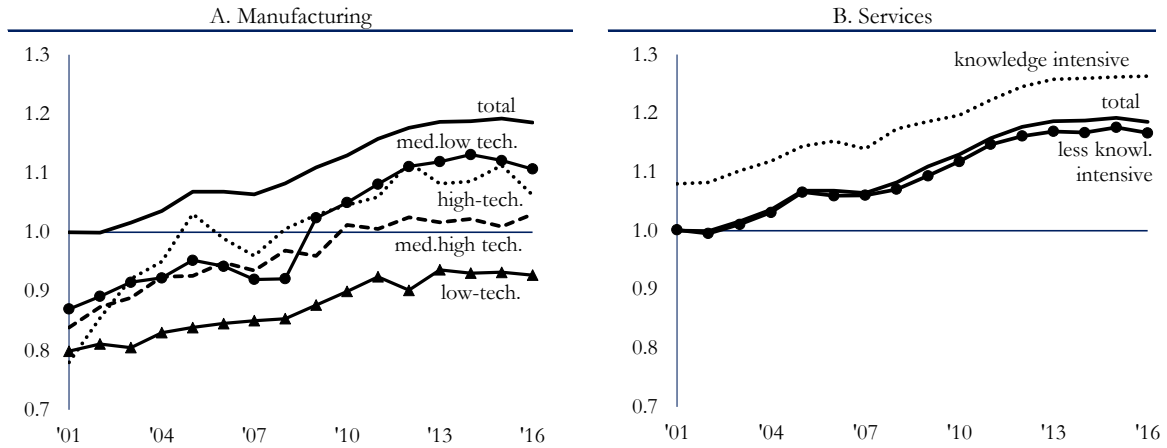 A. Manufacturing
1.3
1.2
1.1
1.0
0.9
0.8
0.7
total
med.low tech.
high-tech.
med.high tech.
low-tech.
'01 '04 '07 '10 '13 '16
B. Services
1.3
1.2
1.1
1.0
0.9
0.8
0.7
knowledge intensive
total
less knowl.
intensive
'01 '04 '07 '10 '13 '16